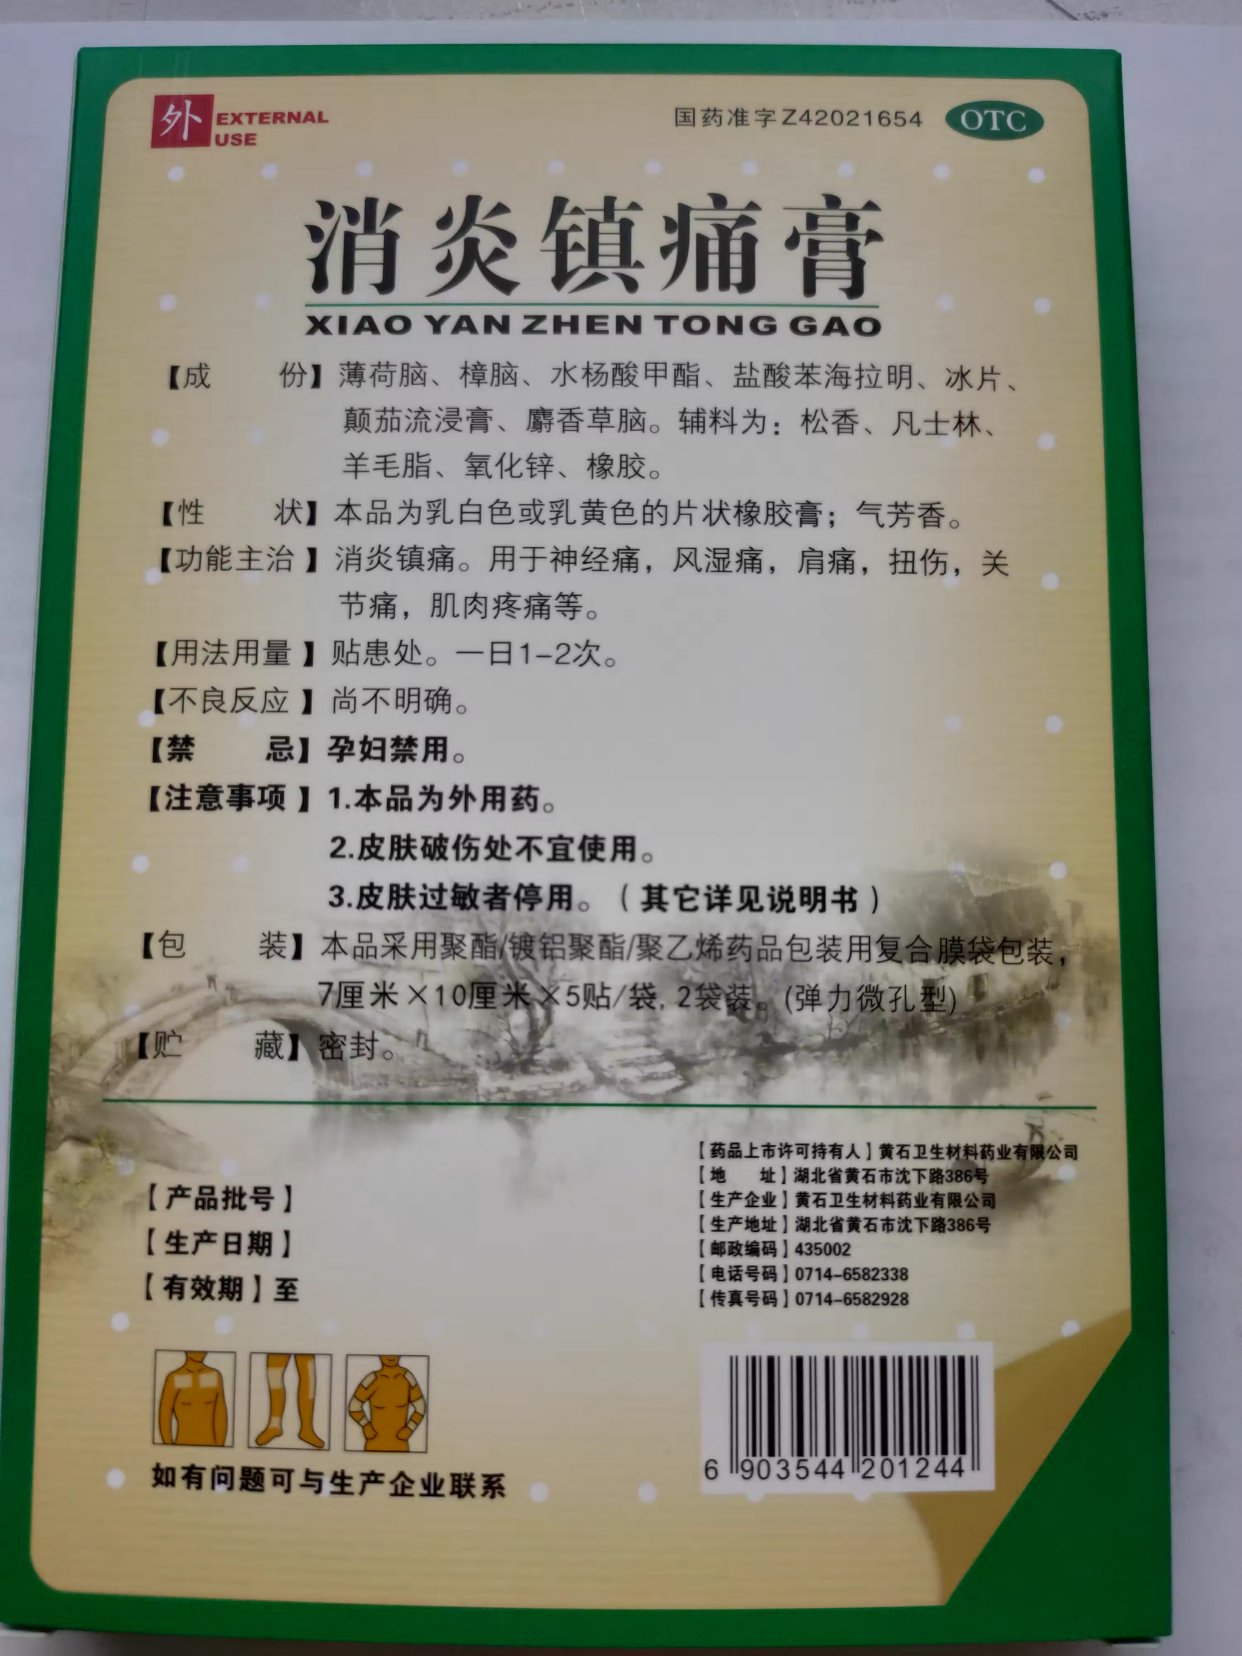 外 EXTERNAL USE
国药准字Z42021654 OTC
消炎镇痛膏
XIAO YAN ZHEN TONG GAO
【成 份】薄荷脑、樟脑、水杨酸甲酯、盐酸苯海拉明、冰片、
颠茄流浸膏、麝香草脑。辅料为：松香、凡士林、
羊毛脂、氧化锌、橡胶。
【性 状】本品为乳白色或乳黄色的片状橡胶膏；气芳香。
【功能主治】消炎镇痛。用于神经痛，风湿痛，肩痛，扭伤，关
节痛，肌肉疼痛等。
【用法用量】贴患处。一日1-2次。
【不良反应】尚不明确。
【禁 忌】孕妇禁用。
【注意事项】1.本品为外用药。
2.皮肤破伤处不宜使用。
3.皮肤过敏者停用。(其它详见说明书)
【包 装】本品采用聚酯/镀铝聚酯/聚乙烯药品包装用复合膜袋包装，
7厘米×10厘米×5贴/袋, 2袋装。(弹力微孔型)
【贮 藏】密封。
【产品批号】
【生产日期】
【有效期】至
【药品上市许可持有人】黄石卫生材料药业有限公司
【地 址】湖北省黄石市沈下路386号
【生产企业】黄石卫生材料药业有限公司
【生产地址】湖北省黄石市沈下路386号
【邮政编码】435002
【电话号码】0714-6582338
【传真号码】0714-6582928
如有问题可与生产企业联系
6 903544 201244